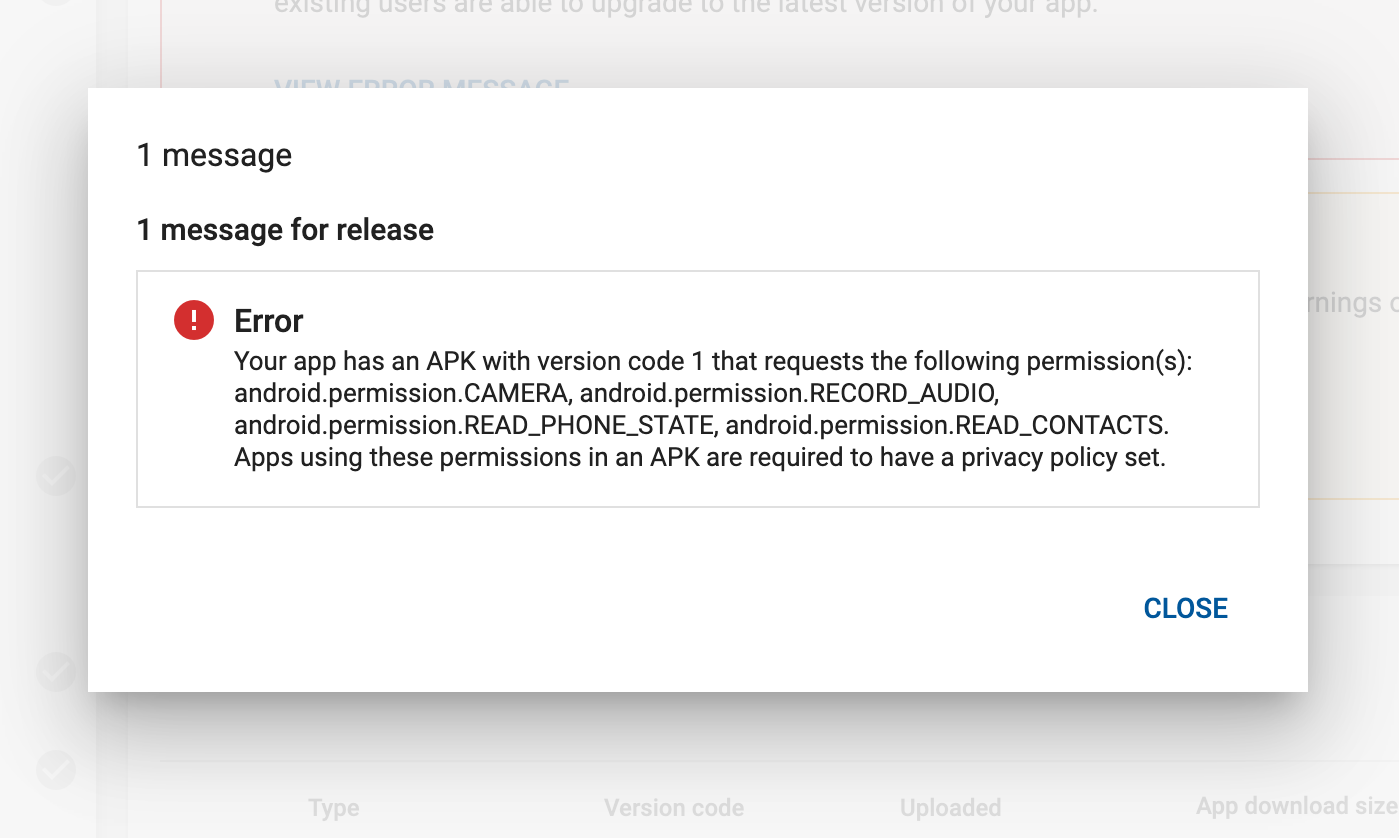 existing users are able to upgrade to the latest version of your app.
VIEW ERROR MESSAGE
1 message
1 message for release
Error
Your app has an APK with version code 1 that requests the following permission(s):
android.permission.CAMERA, android.permission.RECORD_AUDIO,
android.permission.READ_PHONE_STATE, android.permission.READ_CONTACTS.
Apps using these permissions in an APK are required to have a privacy policy set.
CLOSE
Type Version code Uploaded App download size